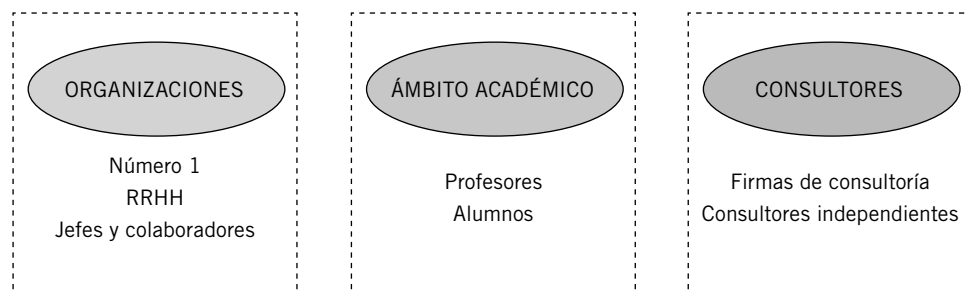 ORGANIZACIONES
Número 1
RRHH
Jefes y colaboradores
ÁMBITO ACADÉMICO
Profesores
Alumnos
CONSULTORES
Firmas de consultoría
Consultores independientes